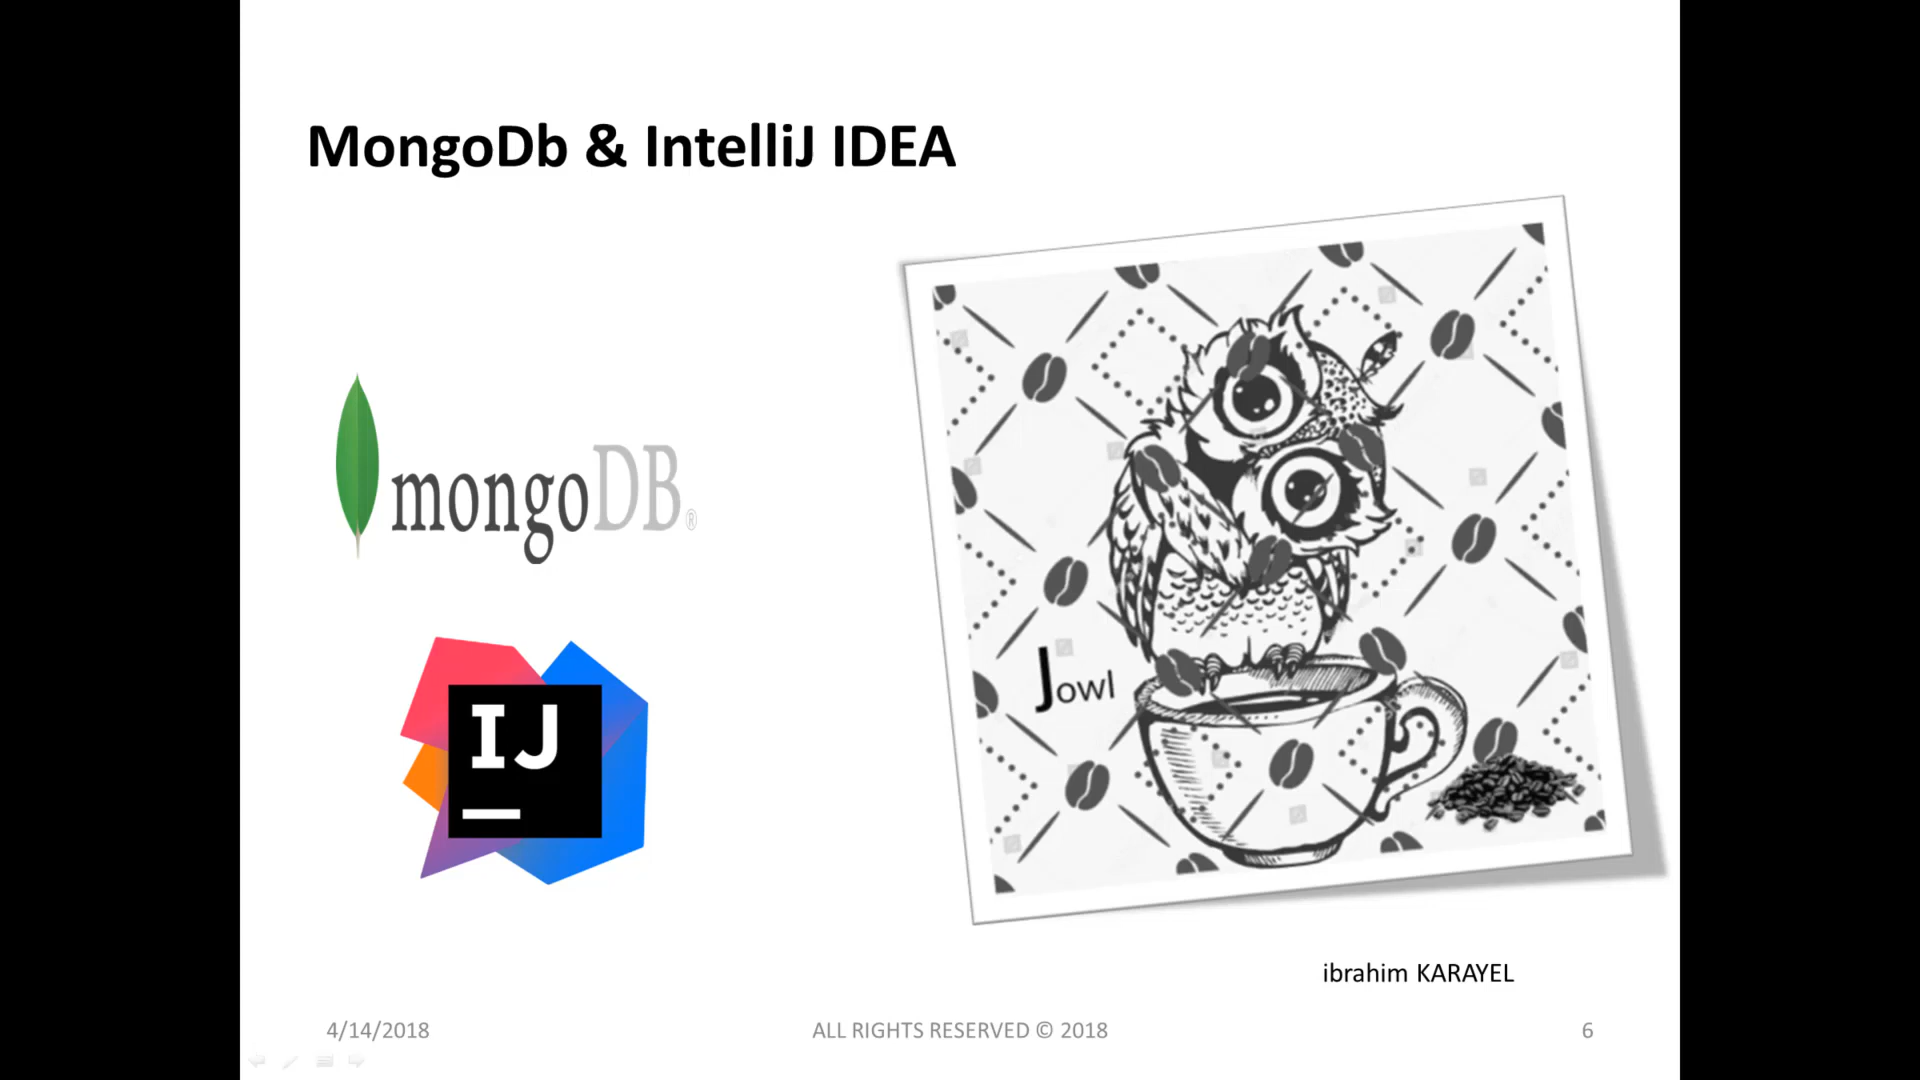 MongoDb & IntelliJ IDEA
mongoDB®
IJ
Jowl
ibrahim KARAYEL
4/14/2018
ALL RIGHTS RESERVED © 2018
6